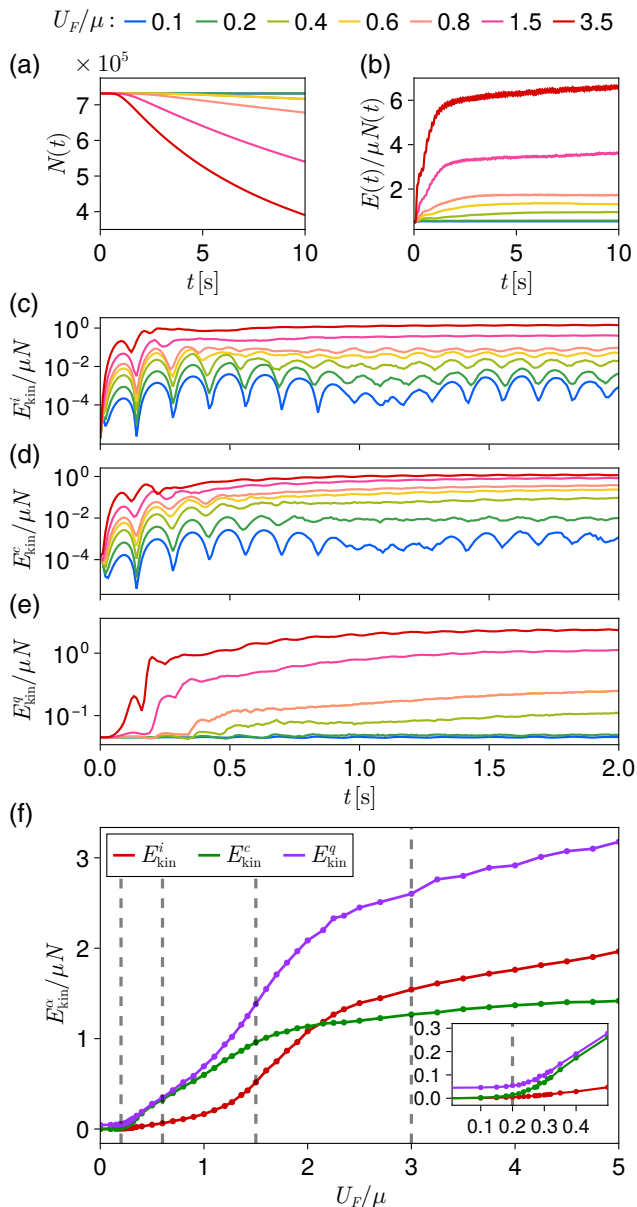 U_F/μ : 0.1 0.2 0.4 0.6 0.8 1.5 3.5
(a) (b)
× 10^5
7
6
5
4
N(t)
0 5 10
t[s]
6
4
2
E(t)/μN(t)
0 5 10
t[s]
(c)
10^0
10^−2
10^−4
E^i_kin/μN
(d)
10^0
10^−2
10^−4
E^c_kin/μN
(e)
10^0
10^−1
E^q_kin/μN
0.0 0.5 1.0 1.5 2.0
t[s]
(f)
E^i_kin E^c_kin E^q_kin
3
2
1
0
E^α_kin/μN
0.3
0.2
0.1
0.0
0.1 0.2 0.3 0.4
0 1 2 3 4 5
U_F/μ